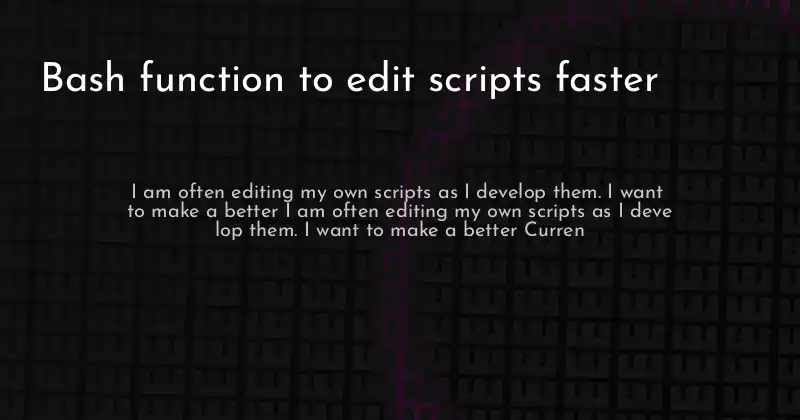 Bash function to edit scripts faster
I am often editing my own scripts as I develop them. I want
to make a better I am often editing my own scripts as I deve
lop them. I want to make a better Curren